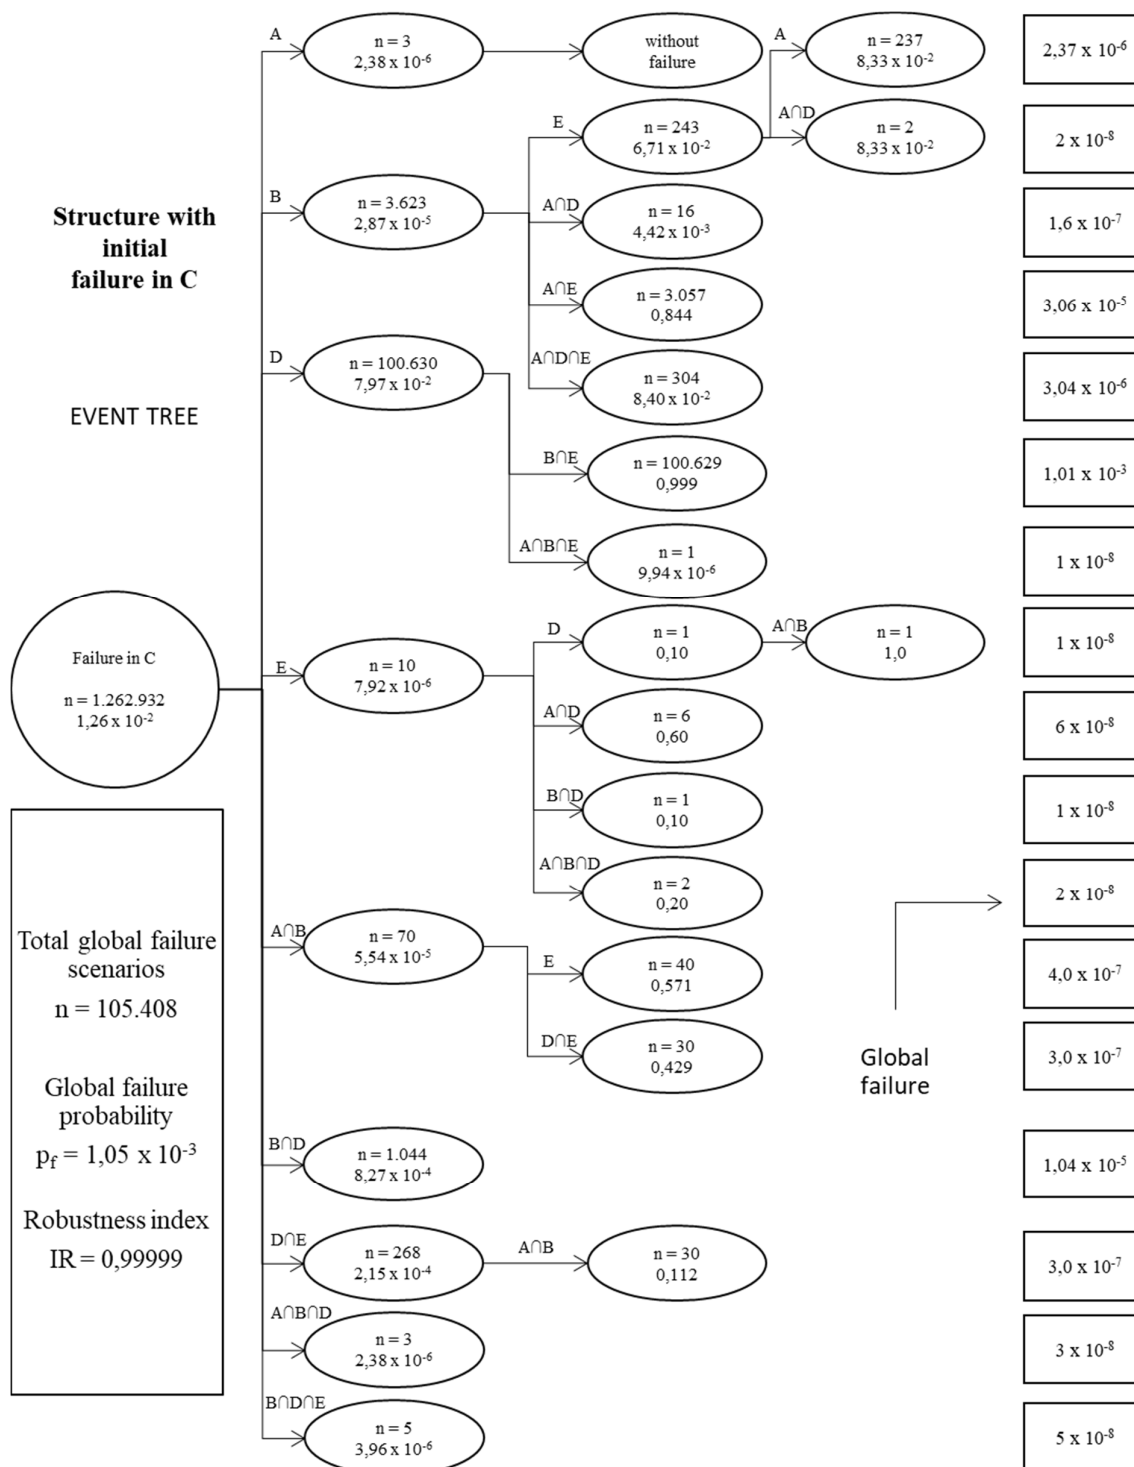 Structure with
initial
failure in C
EVENT TREE
Failure in C
n = 1.262.932
1,26 x 10-2
Total global failure
scenarios
n = 105.408
Global failure
probability
pf = 1,05 x 10-3
Robustness index
IR = 0,99999
A
n = 3
2,38 x 10-6
without
failure
A
n = 237
8,33 x 10-2
2,37 x 10-6
E
n = 243
6,71 x 10-2
A∩D
n = 2
8,33 x 10-2
2 x 10-8
B
n = 3.623
2,87 x 10-5
A∩D
n = 16
4,42 x 10-3
1,6 x 10-7
A∩E
n = 3.057
0,844
3,06 x 10-5
D
n = 100.630
7,97 x 10-2
A∩D∩E
n = 304
8,40 x 10-2
3,04 x 10-6
B∩E
n = 100.629
0,999
1,01 x 10-3
A∩B∩E
n = 1
9,94 x 10-6
1 x 10-8
E
n = 10
7,92 x 10-6
D
n = 1
0,10
A∩B
n = 1
1,0
1 x 10-8
A∩D
n = 6
0,60
6 x 10-8
B∩D
n = 1
0,10
1 x 10-8
A∩B∩D
n = 2
0,20
2 x 10-8
A∩B
n = 70
5,54 x 10-5
E
n = 40
0,571
4,0 x 10-7
D∩E
n = 30
0,429
Global
failure
3,0 x 10-7
B∩D
n = 1.044
8,27 x 10-4
1,04 x 10-5
D∩E
n = 268
2,15 x 10-4
A∩B
n = 30
0,112
3,0 x 10-7
A∩B∩D
n = 3
2,38 x 10-6
3 x 10-8
B∩D∩E
n = 5
3,96 x 10-6
5 x 10-8